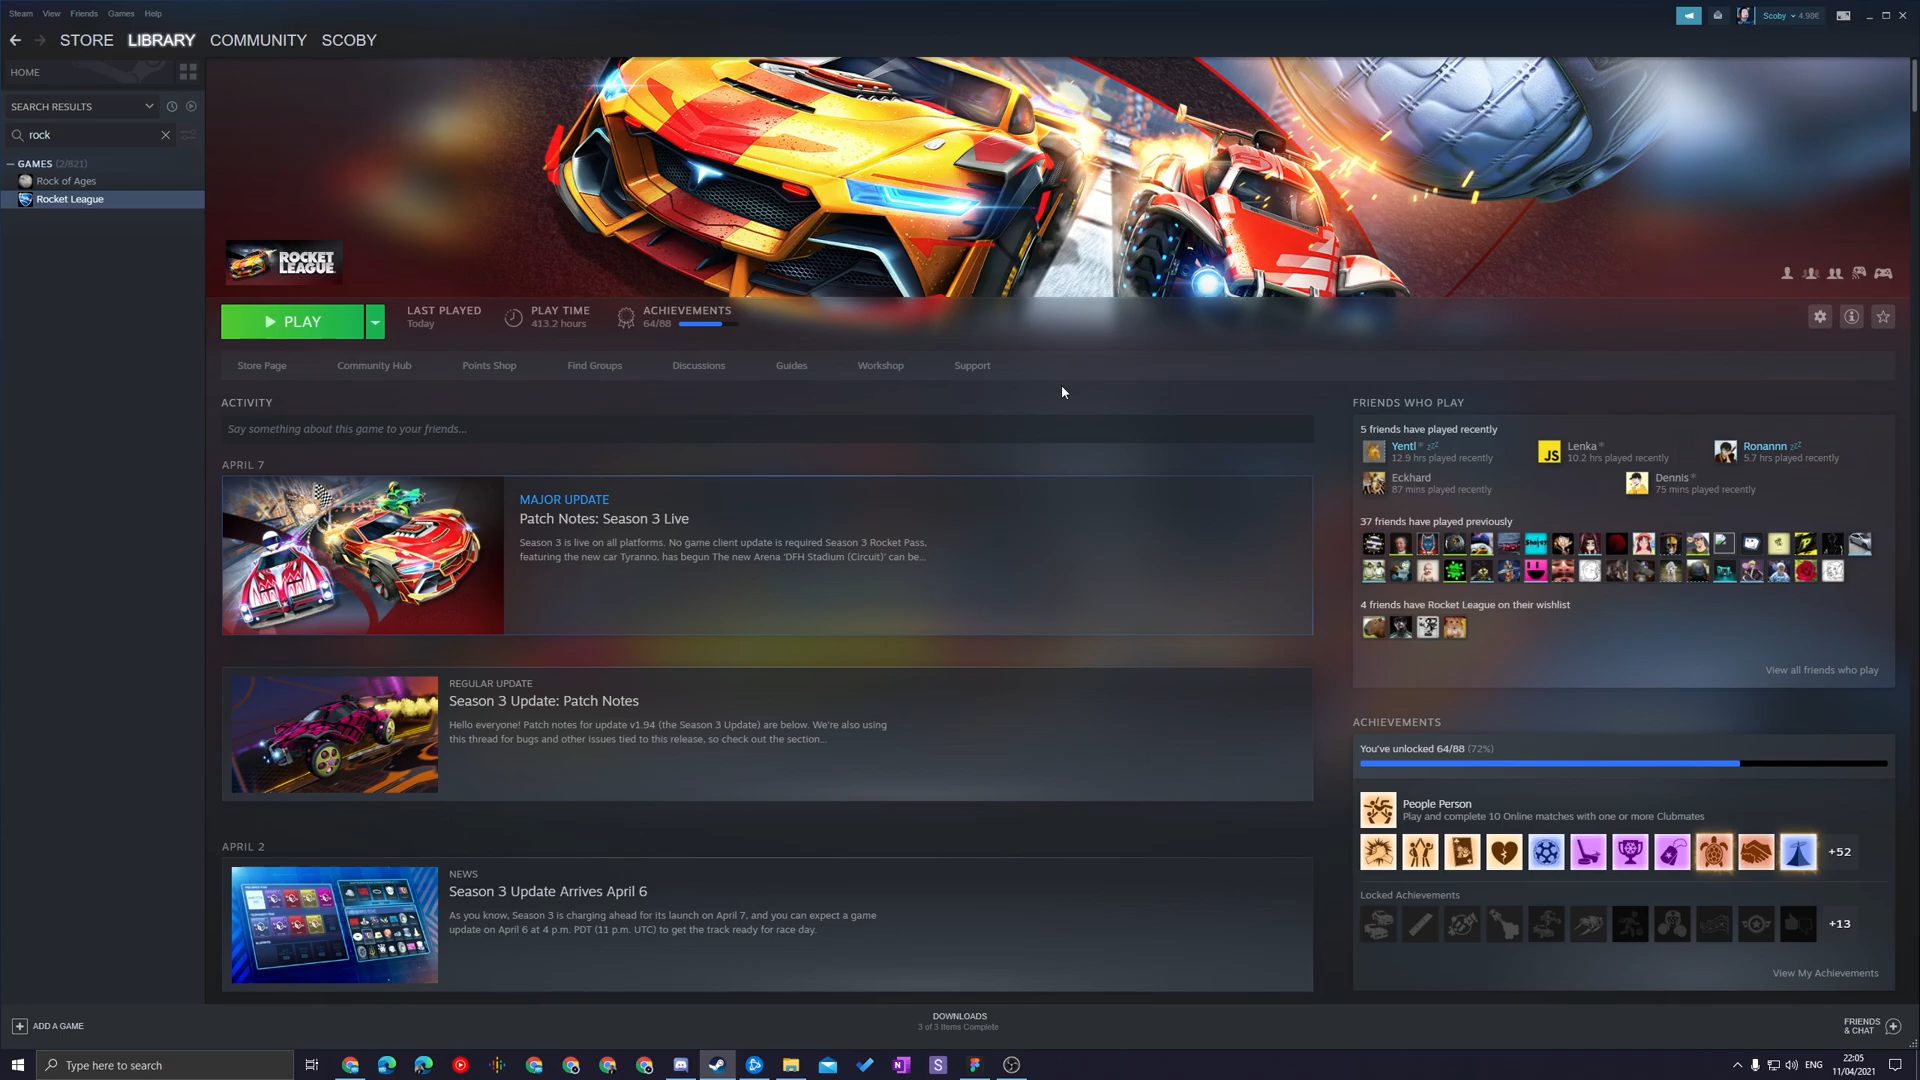 Steam View Friends Games Help
Scoby 4.98€
STORE LIBRARY COMMUNITY SCOBY
HOME
SEARCH RESULTS
rock
GAMES (2/821)
Rock of Ages
Rocket League
ROCKET
LEAGUE
PLAY
LAST PLAYED
Today
PLAY TIME
413.2 hours
ACHIEVEMENTS
64/88
Store Page Community Hub Points Shop Find Groups Discussions Guides Workshop Support
ACTIVITY
Say something about this game to your friends...
APRIL 7
MAJOR UPDATE
Patch Notes: Season 3 Live
Season 3 is live on all platforms. No game client update is required Season 3 Rocket Pass,
featuring the new car Tyranno, has begun The new Arena 'DFH Stadium (Circuit)' can be...
REGULAR UPDATE
Season 3 Update: Patch Notes
Hello everyone! Patch notes for update v1.94 (the Season 3 Update) are below. We're also using
this thread for bugs and other issues tied to this release, so check out the section...
APRIL 2
NEWS
Season 3 Update Arrives April 6
As you know, Season 3 is charging ahead for its launch on April 7, and you can expect a game
update on April 6 at 4 p.m. PDT (11 p.m. UTC) to get the track ready for race day.
FRIENDS WHO PLAY
5 friends have played recently
Yentl * zZ
12.9 hrs played recently
JS
Lenka *
10.2 hrs played recently
Ronannn zZ
5.7 hrs played recently
Eckhard
87 mins played recently
Dennis *
75 mins played recently
37 friends have played previously
4 friends have Rocket League on their wishlist
View all friends who play
ACHIEVEMENTS
You've unlocked 64/88 (72%)
People Person
Play and complete 10 Online matches with one or more Clubmates
+52
Locked Achievements
+13
View My Achievements
ADD A GAME
DOWNLOADS
3 of 3 Items Complete
FRIENDS
& CHAT
Type here to search
ENG
22:05
11/04/2021